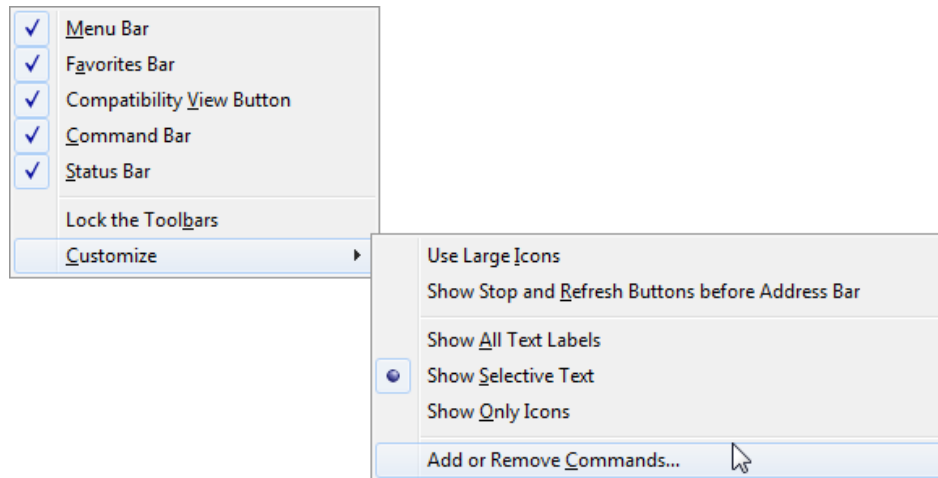 Menu Bar
Favorites Bar
Compatibility View Button
Command Bar
Status Bar
Lock the Toolbars
Customize
Use Large Icons
Show Stop and Refresh Buttons before Address Bar
Show All Text Labels
Show Selective Text
Show Only Icons
Add or Remove Commands...